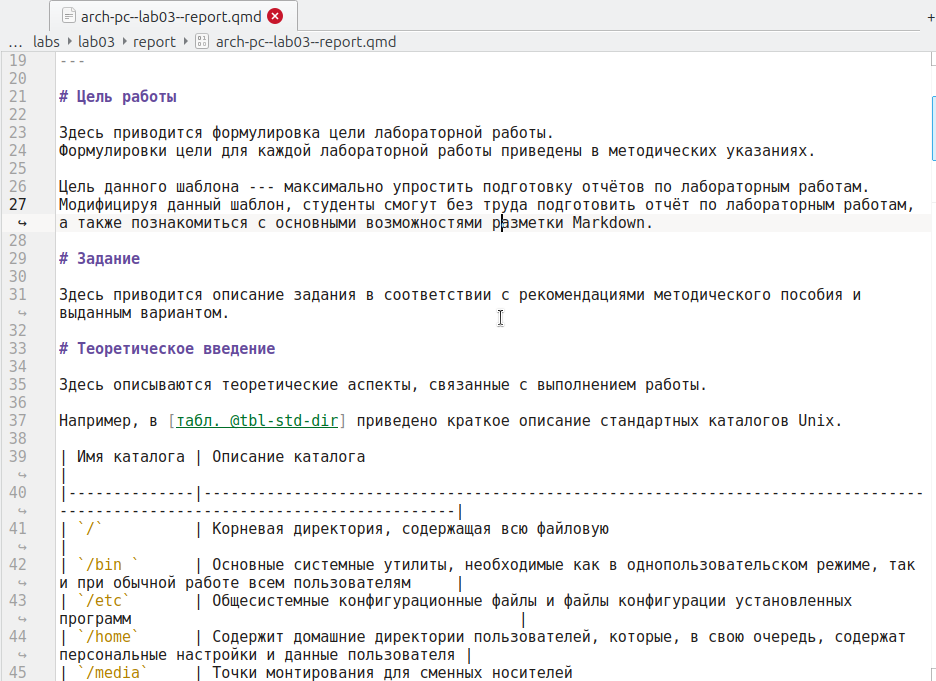 arch-pc--lab03--report.qmd
+
... labs ▸ lab03 ▸ report ▸ arch-pc--lab03--report.qmd
19 ---
20
21 # Цель работы
22
23 Здесь приводится формулировка цели лабораторной работы.
24 Формулировки цели для каждой лабораторной работы приведены в методических указаниях.
25
26 Цель данного шаблона --- максимально упростить подготовку отчётов по лабораторным работам.
27 Модифицируя данный шаблон, студенты смогут без труда подготовить отчёт по лабораторным работам,
↪ а также познакомиться с основными возможностями разметки Markdown.
28
29 # Задание
30
31 Здесь приводится описание задания в соответствии с рекомендациями методического пособия и
↪ выданным вариантом.
32
33 # Теоретическое введение
34
35 Здесь описываются теоретические аспекты, связанные с выполнением работы.
36
37 Например, в [табл. @tbl-std-dir] приведено краткое описание стандартных каталогов Unix.
38
39 | Имя каталога | Описание каталога
↪ |
40 |--------------|--------------------------------------------------------------------------------
↪ --------------------------------------------|
41 | `/`          | Корневая директория, содержащая всю файловую
↪ |
42 | `/bin `      | Основные системные утилиты, необходимые как в однопользовательском режиме, так
↪ и при обычной работе всем пользователям     |
43 | `/etc`       | Общесистемные конфигурационные файлы и файлы конфигурации установленных
↪ программ                                           |
44 | `/home`      | Содержит домашние директории пользователей, которые, в свою очередь, содержат
↪ персональные настройки и данные пользователя |
45 | `/media`     | Точки монтирования для сменных носителей